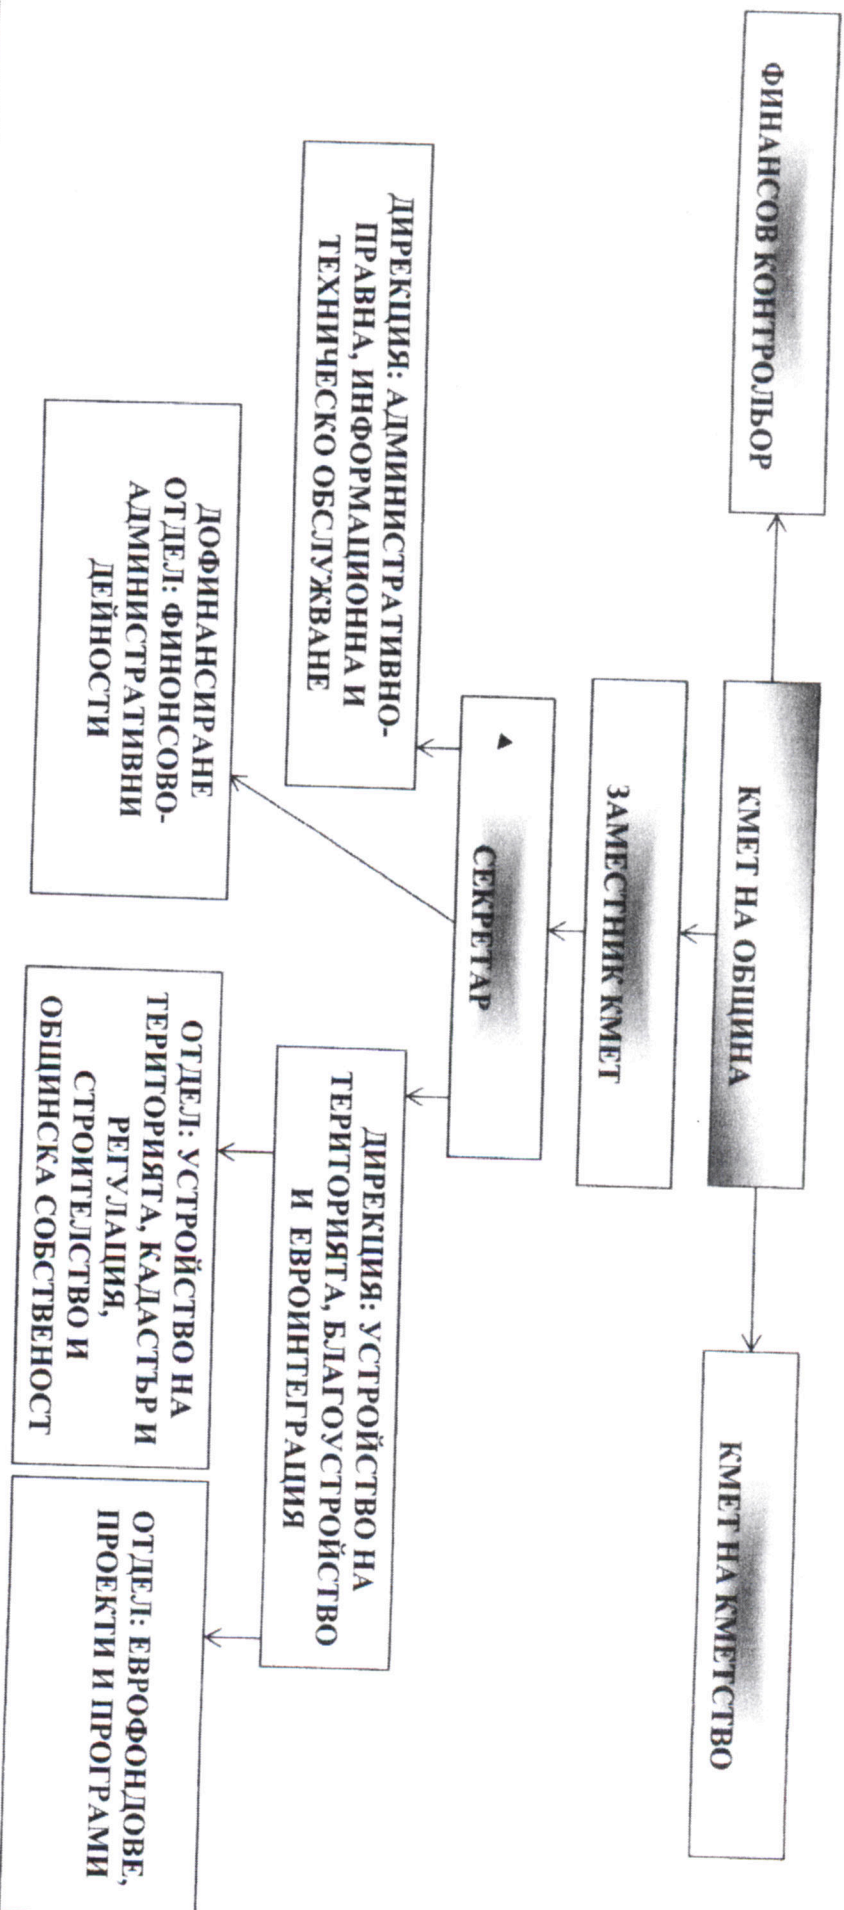 ФИНАНСОВ КОНТРОЛЬОР
КМЕТ НА ОБЩИНА
КМЕТ НА КМЕТСТВО
ЗАМЕСТНИК КМЕТ
СЕКРЕТАР
ДИРЕКЦИЯ: АДМИНИСТРАТИВНО-
ПРАВНА, ИНФОРМАЦИОННА И
ТЕХНИЧЕСКО ОБСЛУЖВАНЕ
ДИРЕКЦИЯ: УСТРОЙСТВО НА
ТЕРИТОРИЯТА, БЛАГОУСТРОЙСТВО
И ЕВРОИНТЕГРАЦИЯ
ДОФИНАНСИРАНЕ
ОТДЕЛ: ФИНОНСОВО-
АДМИНИСТРАТИВНИ
ДЕЙНОСТИ
ОТДЕЛ: УСТРОЙСТВО НА
ТЕРИТОРИЯТА, КАДАСТЪР И
РЕГУЛАЦИЯ,
СТРОИТЕЛСТВО И
ОБЩИНСКА СОБСТВЕНОСТ
ОТДЕЛ: ЕВРОФОНДОВЕ,
ПРОЕКТИ И ПРОГРАМИ